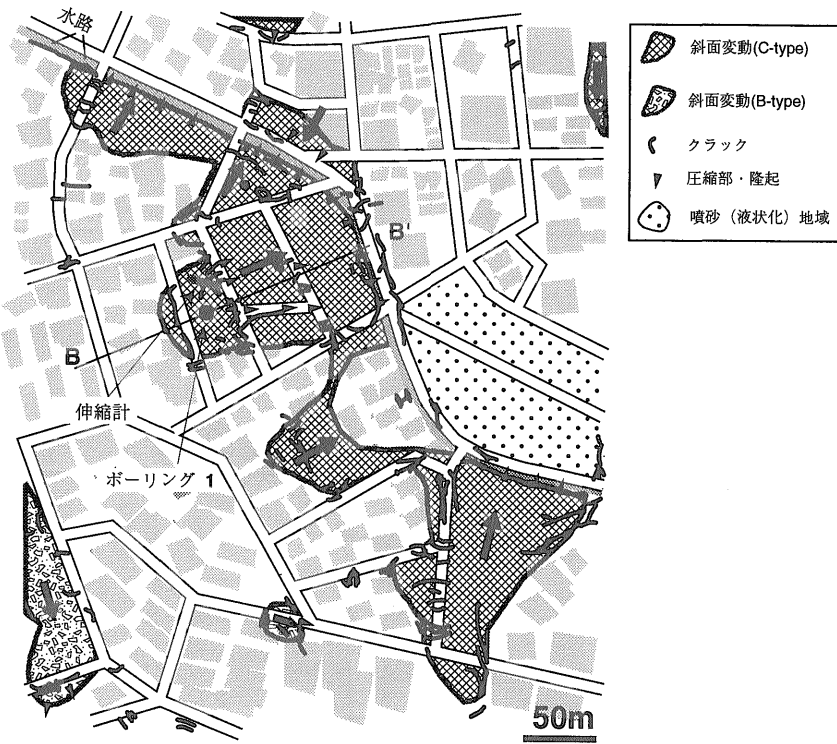 水路
B'
B
伸縮計
ボーリング 1
50m
斜面変動(C-type)
斜面変動(B-type)
クラック
圧縮部・隆起
噴砂（液状化）地域